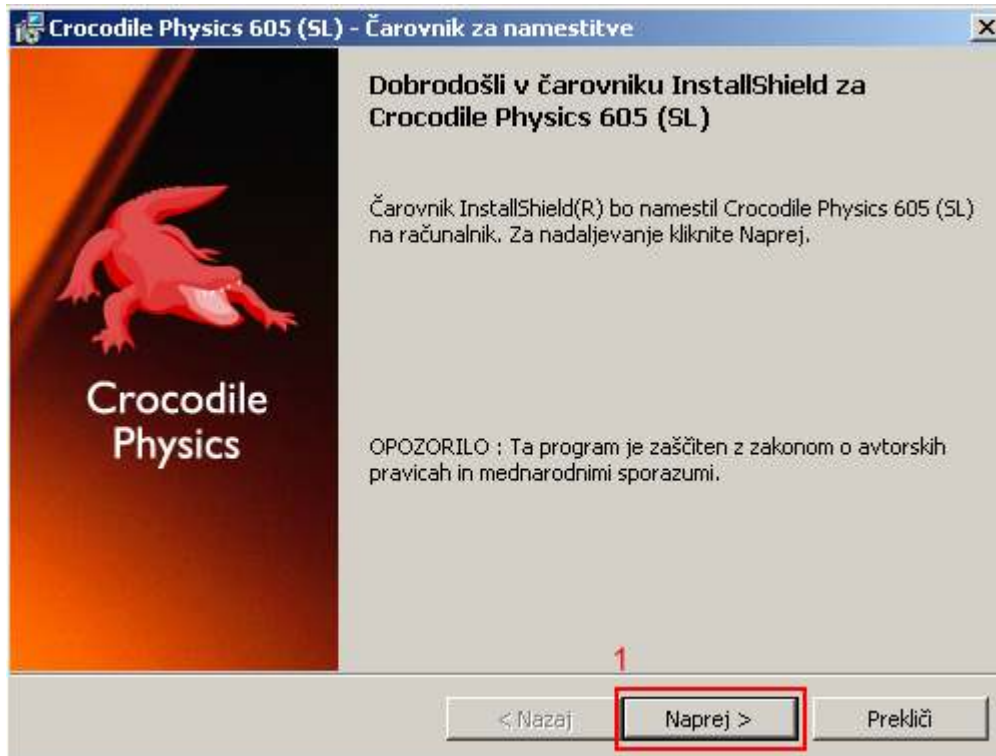 Crocodile Physics 605 (SL) - Čarovnik za namestitve
Dobrodošli v čarovniku InstallShield za
Crocodile Physics 605 (SL)
Čarovnik InstallShield(R) bo namestil Crocodile Physics 605 (SL)
na računalnik. Za nadaljevanje kliknite Naprej.
Crocodile
Physics
OPOZORILO : Ta program je zaščiten z zakonom o avtorskih
pravicah in mednarodnimi sporazumi.
1
< Nazaj
Naprej >
Prekliči